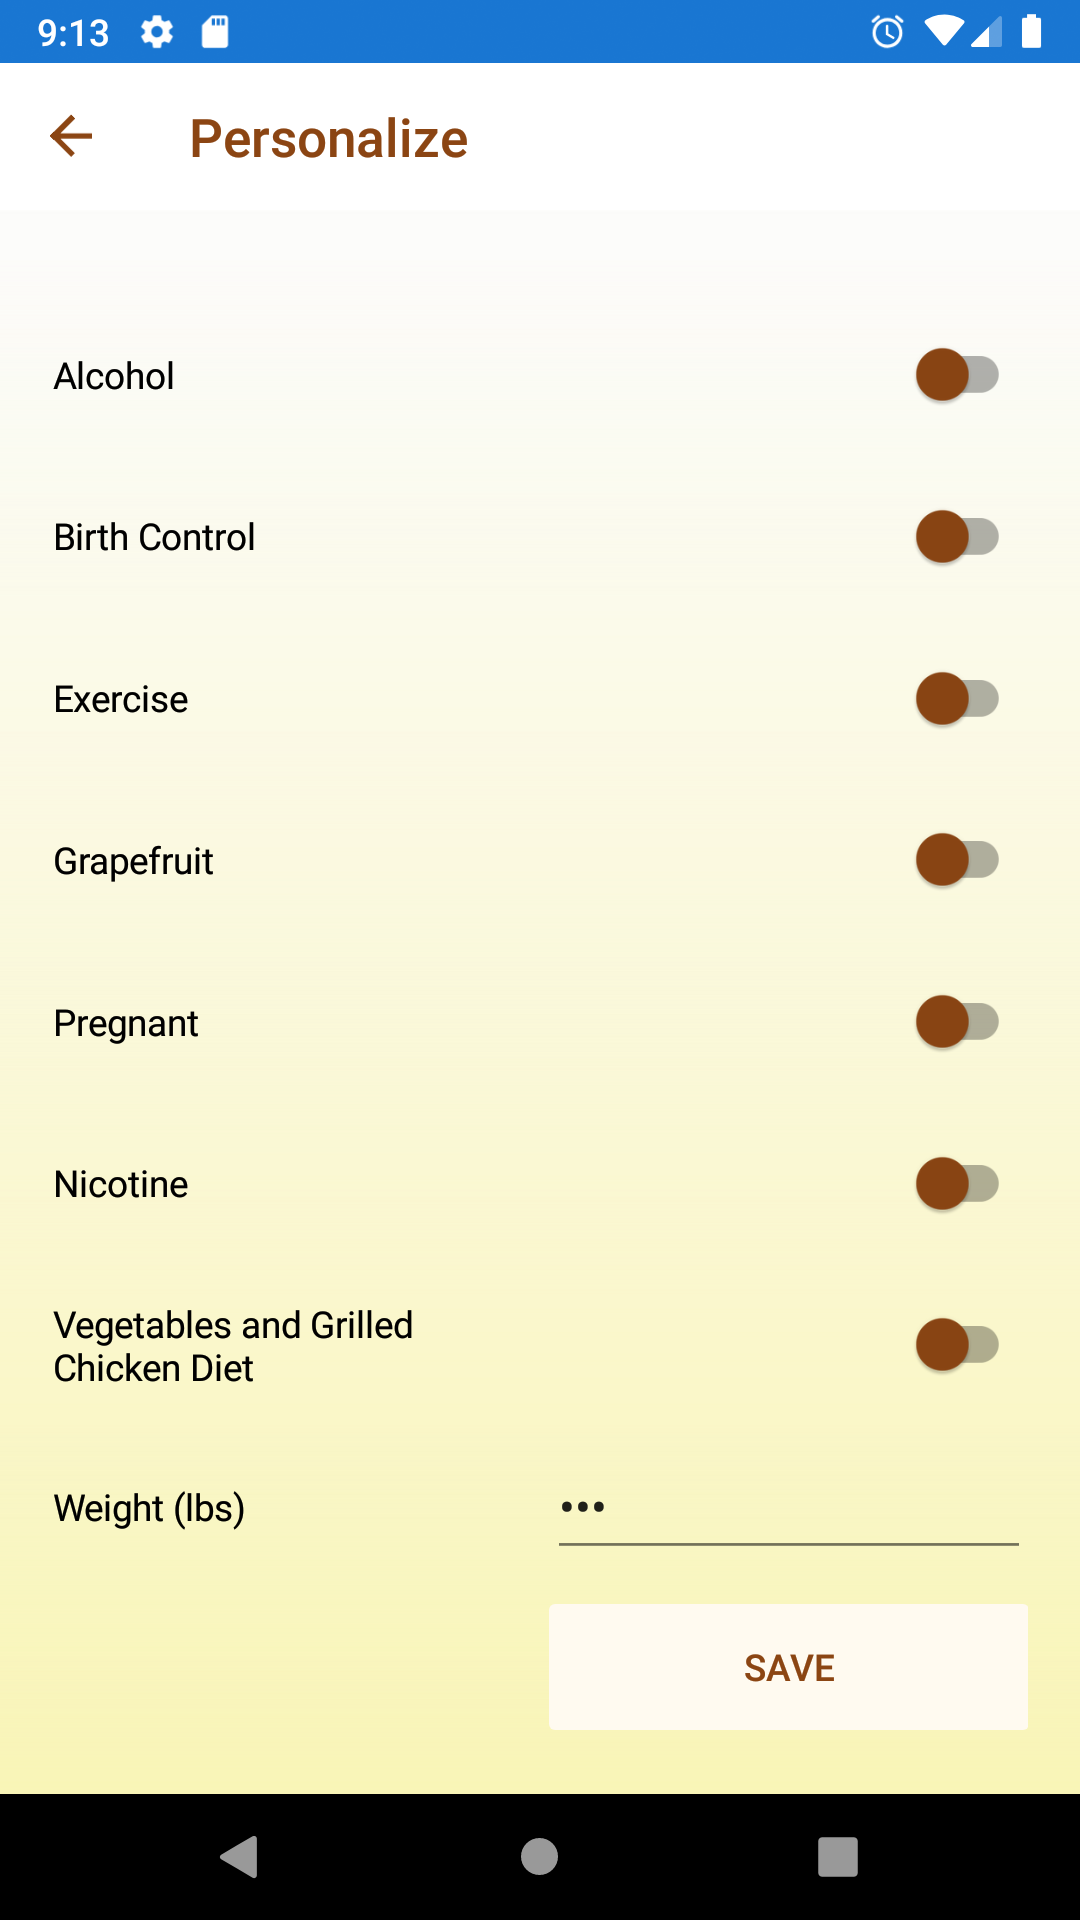 9:13
Personalize
Alcohol
Birth Control
Exercise
Grapefruit
Pregnant
Nicotine
Vegetables and Grilled
Chicken Diet
Weight (lbs)
•••
SAVE